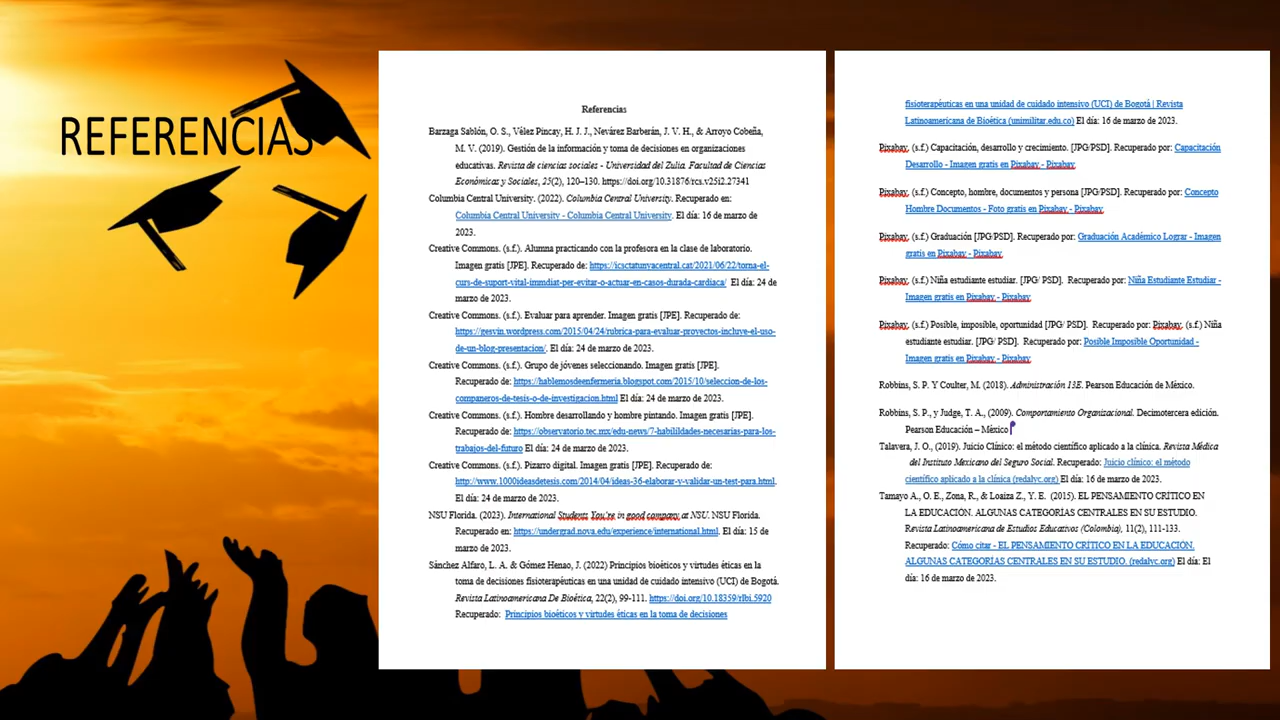 REFERENCIAS
Referencias
Barzaga Sablón, O. S., Vélez Pincay, H. J. J., Nevárez Barberán, J. V. H., & Arroyo Cobeña,
M. V. (2019). Gestión de la información y toma de decisiones en organizaciones
educativas. Revista de ciencias sociales - Universidad del Zulia. Facultad de Ciencias
Económicas y Sociales, 25(2), 120–130. https://doi.org/10.31876/rcs.v25i2.27341
Columbia Central University. (2022). Columbia Central University. Recuperado en:
Columbia Central University - Columbia Central University. El día: 16 de marzo de
2023.
Creative Commons. (s.f.). Alumna practicando con la profesora en la clase de laboratorio.
Imagen gratis [JPE]. Recuperado de: https://icsctatunyacentral.cat/2021/06/22/torna-el-
curs-de-suport-vital-immdiat-per-evitar-o-actuar-en-casos-durada-cardiaca/ El día: 24 de
marzo de 2023.
Creative Commons. (s.f.). Evaluar para aprender. Imagen gratis [JPE]. Recuperado de:
https://gesvin.wordpress.com/2015/04/24/rubrica-para-evaluar-proyectos-incluye-el-uso-
de-un-blog-presentacion/. El día: 24 de marzo de 2023.
Creative Commons. (s.f.). Grupo de jóvenes seleccionando. Imagen gratis [JPE].
Recuperado de: https://hablemosdeenfermeria.blogspot.com/2015/10/seleccion-de-los-
companeros-de-tesis-o-de-investigacion.html El día: 24 de marzo de 2023.
Creative Commons. (s.f.). Hombre desarrollando y hombre pintando. Imagen gratis [JPE].
Recuperado de: https://observatorio.tec.mx/edu-news/7-habilildades-necesarias-para-los-
trabajos-del-futuro El día: 24 de marzo de 2023.
Creative Commons. (s.f.). Pizarro digital. Imagen gratis [JPE]. Recuperado de:
http://www.1000ideasdetesis.com/2014/04/ideas-36-elaborar-y-validar-un-test-para.html.
El día: 24 de marzo de 2023.
NSU Florida. (2023). International Students You're in good company at NSU. NSU Florida.
Recuperado en: https://undergrad.nova.edu/experience/international.html. El día: 15 de
marzo de 2023.
Sánchez Alfaro, L. A. & Gómez Henao, J. (2022) Principios bioéticos y virtudes éticas en la
toma de decisiones fisioterapéuticas en una unidad de cuidado intensivo (UCI) de Bogotá.
Revista Latinoamericana De Bioética, 22(2), 99-111. https://doi.org/10.18359/rlbi.5920
Recuperado: Principios bioéticos y virtudes éticas en la toma de decisiones
fisioterapéuticas en una unidad de cuidado intensivo (UCI) de Bogotá | Revista
Latinoamericana de Bioética (unimilitar.edu.co) El día: 16 de marzo de 2023.
Pixabay. (s.f.) Capacitación, desarrollo y crecimiento. [JPG/PSD]. Recuperado por: Capacitación
Desarrollo - Imagen gratis en Pixabay - Pixabay.
Pixabay. (s.f.) Concepto, hombre, documentos y persona [JPG/PSD]. Recuperado por: Concepto
Hombre Documentos - Foto gratis en Pixabay - Pixabay.
Pixabay. (s.f.) Graduación [JPG/PSD]. Recuperado por: Graduación Académico Lograr - Imagen
gratis en Pixabay - Pixabay.
Pixabay. (s.f.) Niña estudiante estudiar. [JPG/ PSD]. Recuperado por: Niña Estudiante Estudiar -
Imagen gratis en Pixabay - Pixabay.
Pixabay. (s.f.) Posible, imposible, oportunidad [JPG/ PSD]. Recuperado por: Pixabay. (s.f.) Niña
estudiante estudiar. [JPG/ PSD]. Recuperado por: Posible Imposible Oportunidad -
Imagen gratis en Pixabay - Pixabay.
Robbins, S. P. Y Coulter, M. (2018). Administración 13E. Pearson Educación de México.
Robbins, S. P., y Judge, T. A., (2009). Comportamiento Organizacional. Decimotercera edición.
Pearson Educación – México
Talavera, J. O., (2019). Juicio Clínico: el método científico aplicado a la clínica. Revista Médica
del Instituto Mexicano del Seguro Social. Recuperado: Juicio clínico: el método
científico aplicado a la clínica (redalyc.org) El día: 16 de marzo de 2023.
Tamayo A., O. E., Zona, R., & Loaiza Z., Y. E. (2015). EL PENSAMIENTO CRÍTICO EN
LA EDUCACIÓN. ALGUNAS CATEGORÍAS CENTRALES EN SU ESTUDIO.
Revista Latinoamericana de Estudios Educativos (Colombia), 11(2), 111-133.
Recuperado: Cómo citar - EL PENSAMIENTO CRÍTICO EN LA EDUCACIÓN.
ALGUNAS CATEGORÍAS CENTRALES EN SU ESTUDIO. (redalyc.org) El día: El
día: 16 de marzo de 2023.